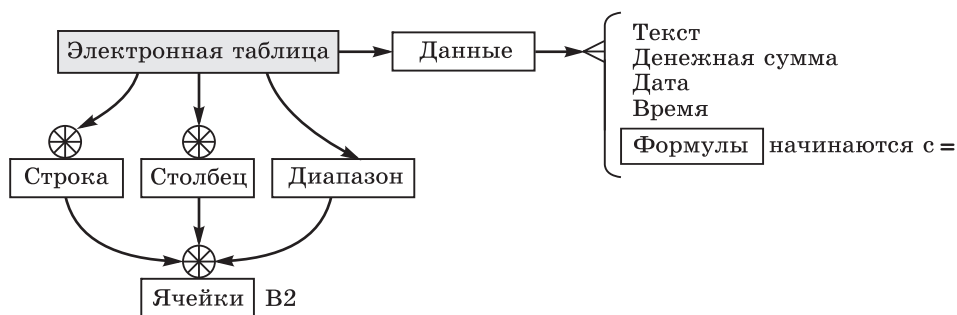 Электронная таблица
Данные
Текст
Денежная сумма
Дата
Время
Формулы начинаются с =
Строка
Столбец
Диапазон
Ячейки B2